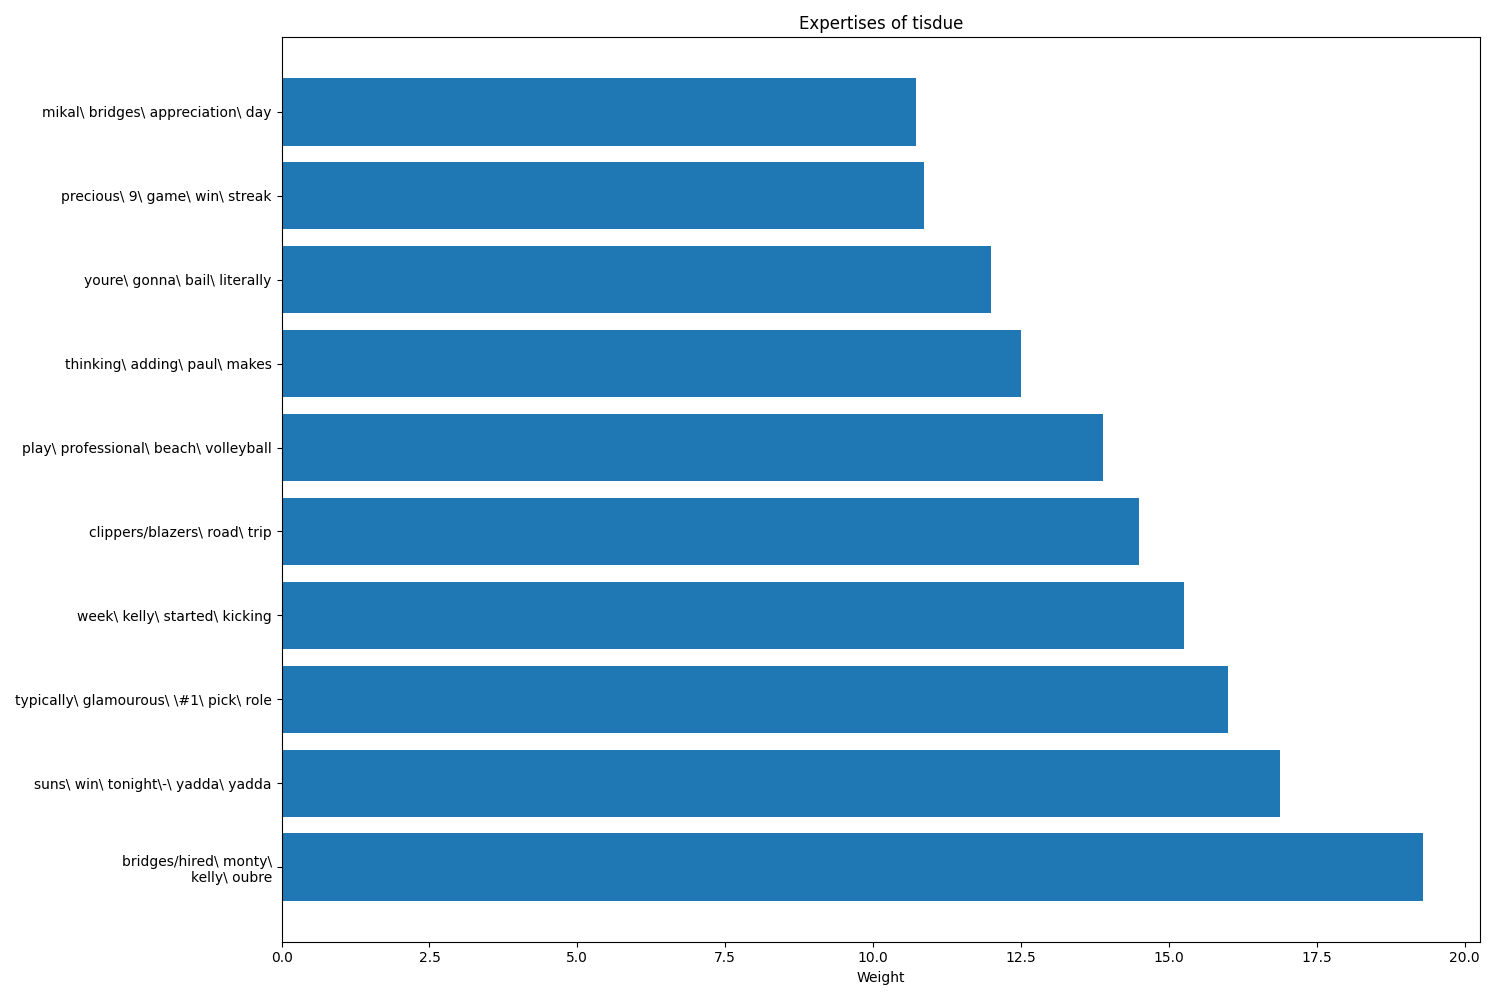 Expertises of tisdue
mikal\ bridges\ appreciation\ day
precious\ 9\ game\ win\ streak
youre\ gonna\ bail\ literally
thinking\ adding\ paul\ makes
play\ professional\ beach\ volleyball
clippers/blazers\ road\ trip
week\ kelly\ started\ kicking
typically\ glamourous\ \#1\ pick\ role
suns\ win\ tonight\-\ yadda\ yadda
bridges/hired\ monty\
kelly\ oubre
0.0 2.5 5.0 7.5 10.0 12.5 15.0 17.5 20.0
Weight